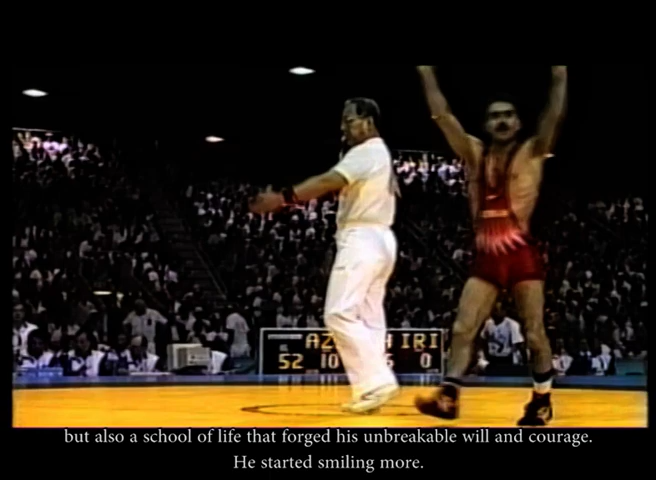 AZ H IRI
52 10 6 0
but also a school of life that forged his unbreakable will and courage.
He started smiling more.